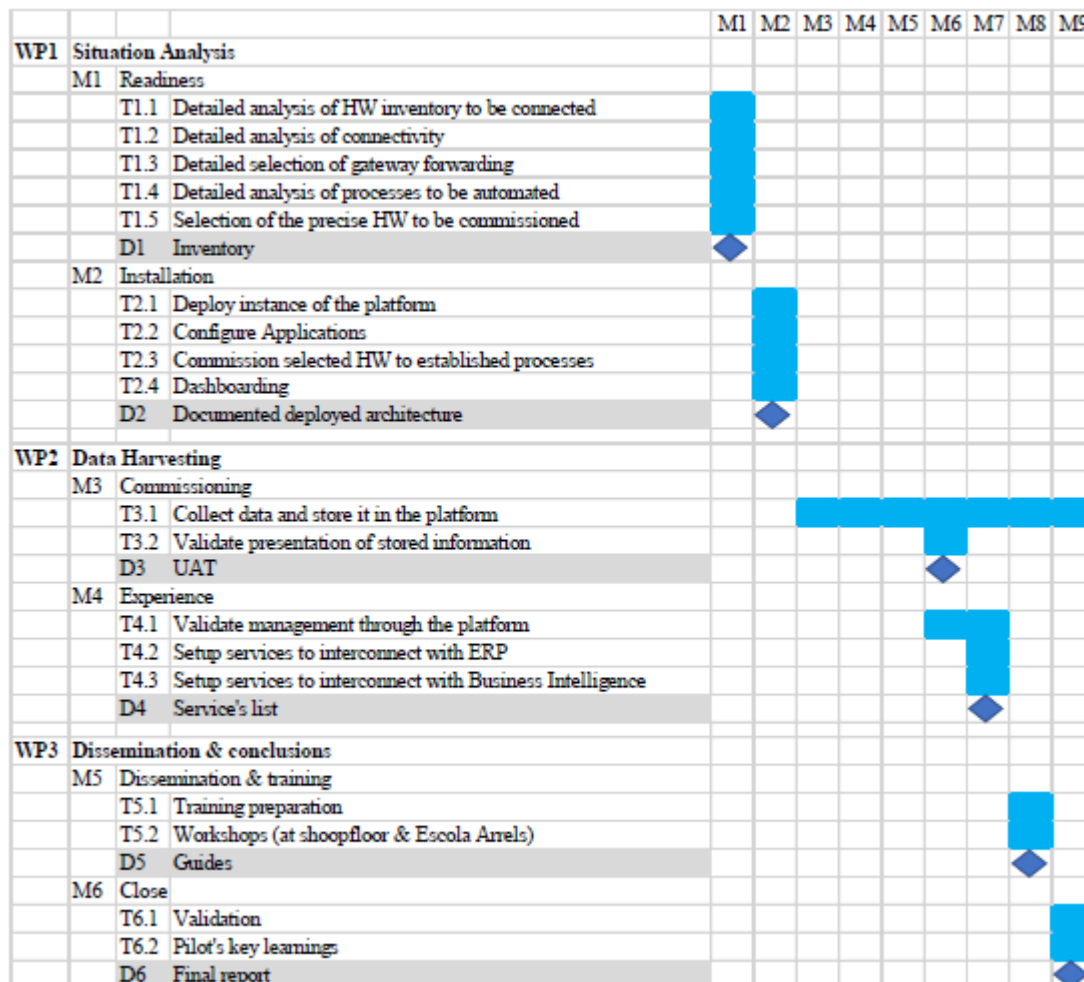 M1 M2 M3 M4 M5 M6 M7 M8 M9
WP1 Situation Analysis
M1 Readiness
T1.1 Detailed analysis of HW inventory to be connected
T1.2 Detailed analysis of connectivity
T1.3 Detailed selection of gateway forwarding
T1.4 Detailed analysis of processes to be automated
T1.5 Selection of the precise HW to be commissioned
D1 Inventory
M2 Installation
T2.1 Deploy instance of the platform
T2.2 Configure Applications
T2.3 Commission selected HW to established processes
T2.4 Dashboarding
D2 Documented deployed architecture
WP2 Data Harvesting
M3 Commissioning
T3.1 Collect data and store it in the platform
T3.2 Validate presentation of stored information
D3 UAT
M4 Experience
T4.1 Validate management through the platform
T4.2 Setup services to interconnect with ERP
T4.3 Setup services to interconnect with Business Intelligence
D4 Service's list
WP3 Dissemination & conclusions
M5 Dissemination & training
T5.1 Training preparation
T5.2 Workshops (at shoopfloor & Escola Arrels)
D5 Guides
M6 Close
T6.1 Validation
T6.2 Pilot's key learnings
D6 Final report